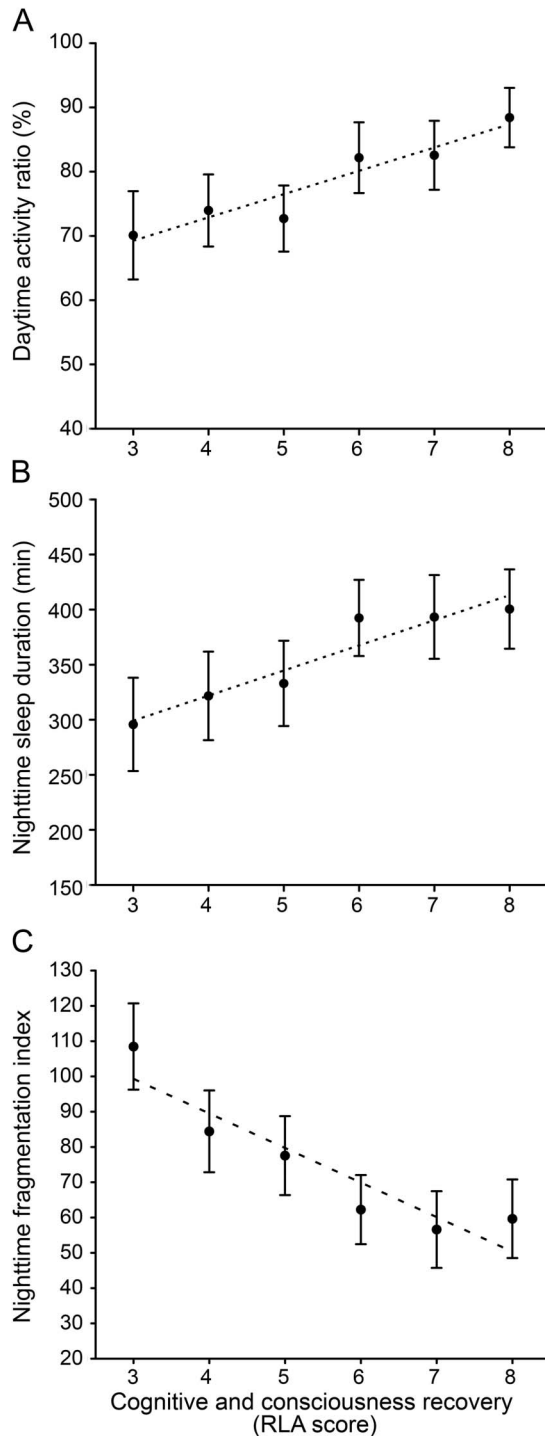 A
Daytime activity ratio (%)
100
90
80
70
60
50
40
3 4 5 6 7 8
B
Nighttime sleep duration (min)
500
450
400
350
300
250
200
150
3 4 5 6 7 8
C
Nighttime fragmentation index
130
120
110
100
90
80
70
60
50
40
30
20
3 4 5 6 7 8
Cognitive and consciousness recovery
(RLA score)